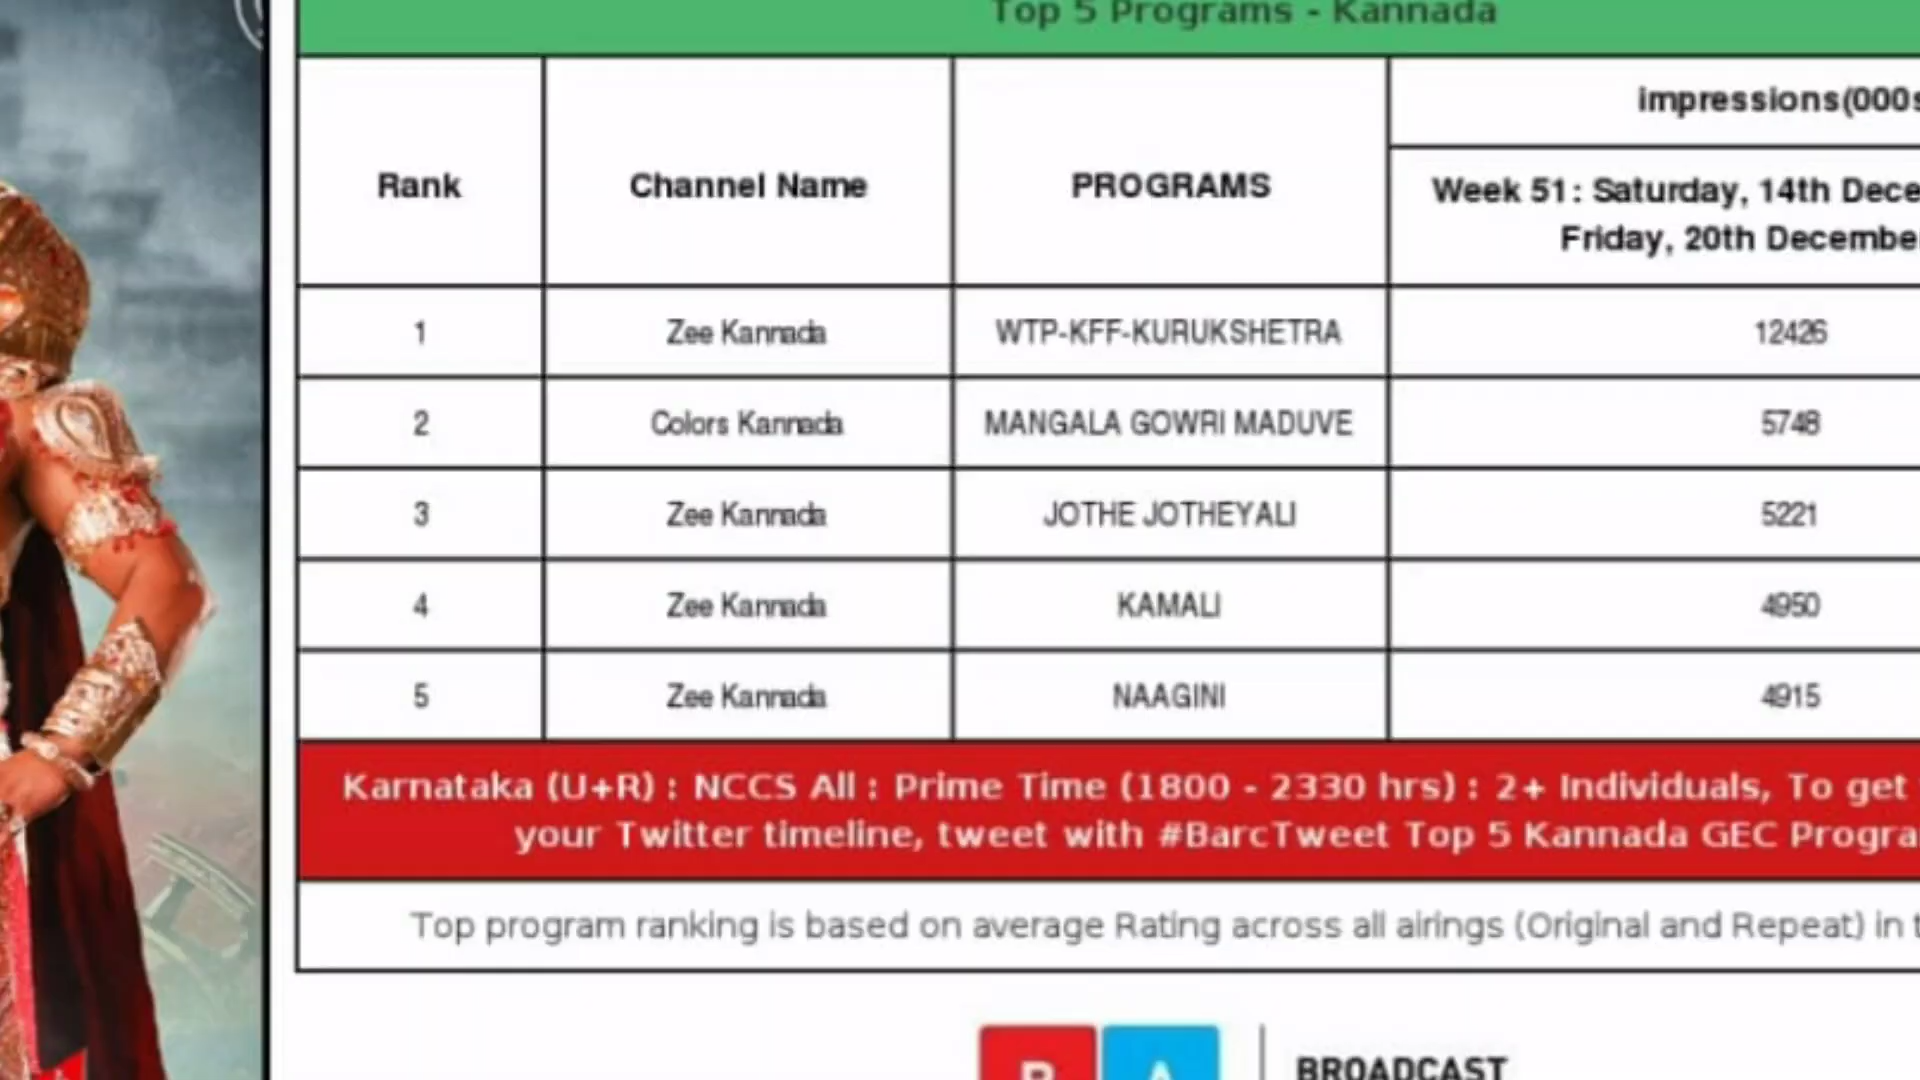 Top 5 Programs - Kannada
Rank Channel Name PROGRAMS impressions(000s
Week 51: Saturday, 14th Dece
Friday, 20th December
1 Zee Kannada WTP-KFF-KURUKSHETRA 12426
2 Colors Kannada MANGALA GOWRI MADUVE 5748
3 Zee Kannada JOTHE JOTHEYALI 5221
4 Zee Kannada KAMALI 4950
5 Zee Kannada NAAGINI 4915
Karnataka (U+R) : NCCS All : Prime Time (1800 - 2330 hrs) : 2+ Individuals, To get
your Twitter timeline, tweet with #BarcTweet Top 5 Kannada GEC Progra
Top program ranking is based on average Rating across all airings (Original and Repeat) in t
B A BROADCAST